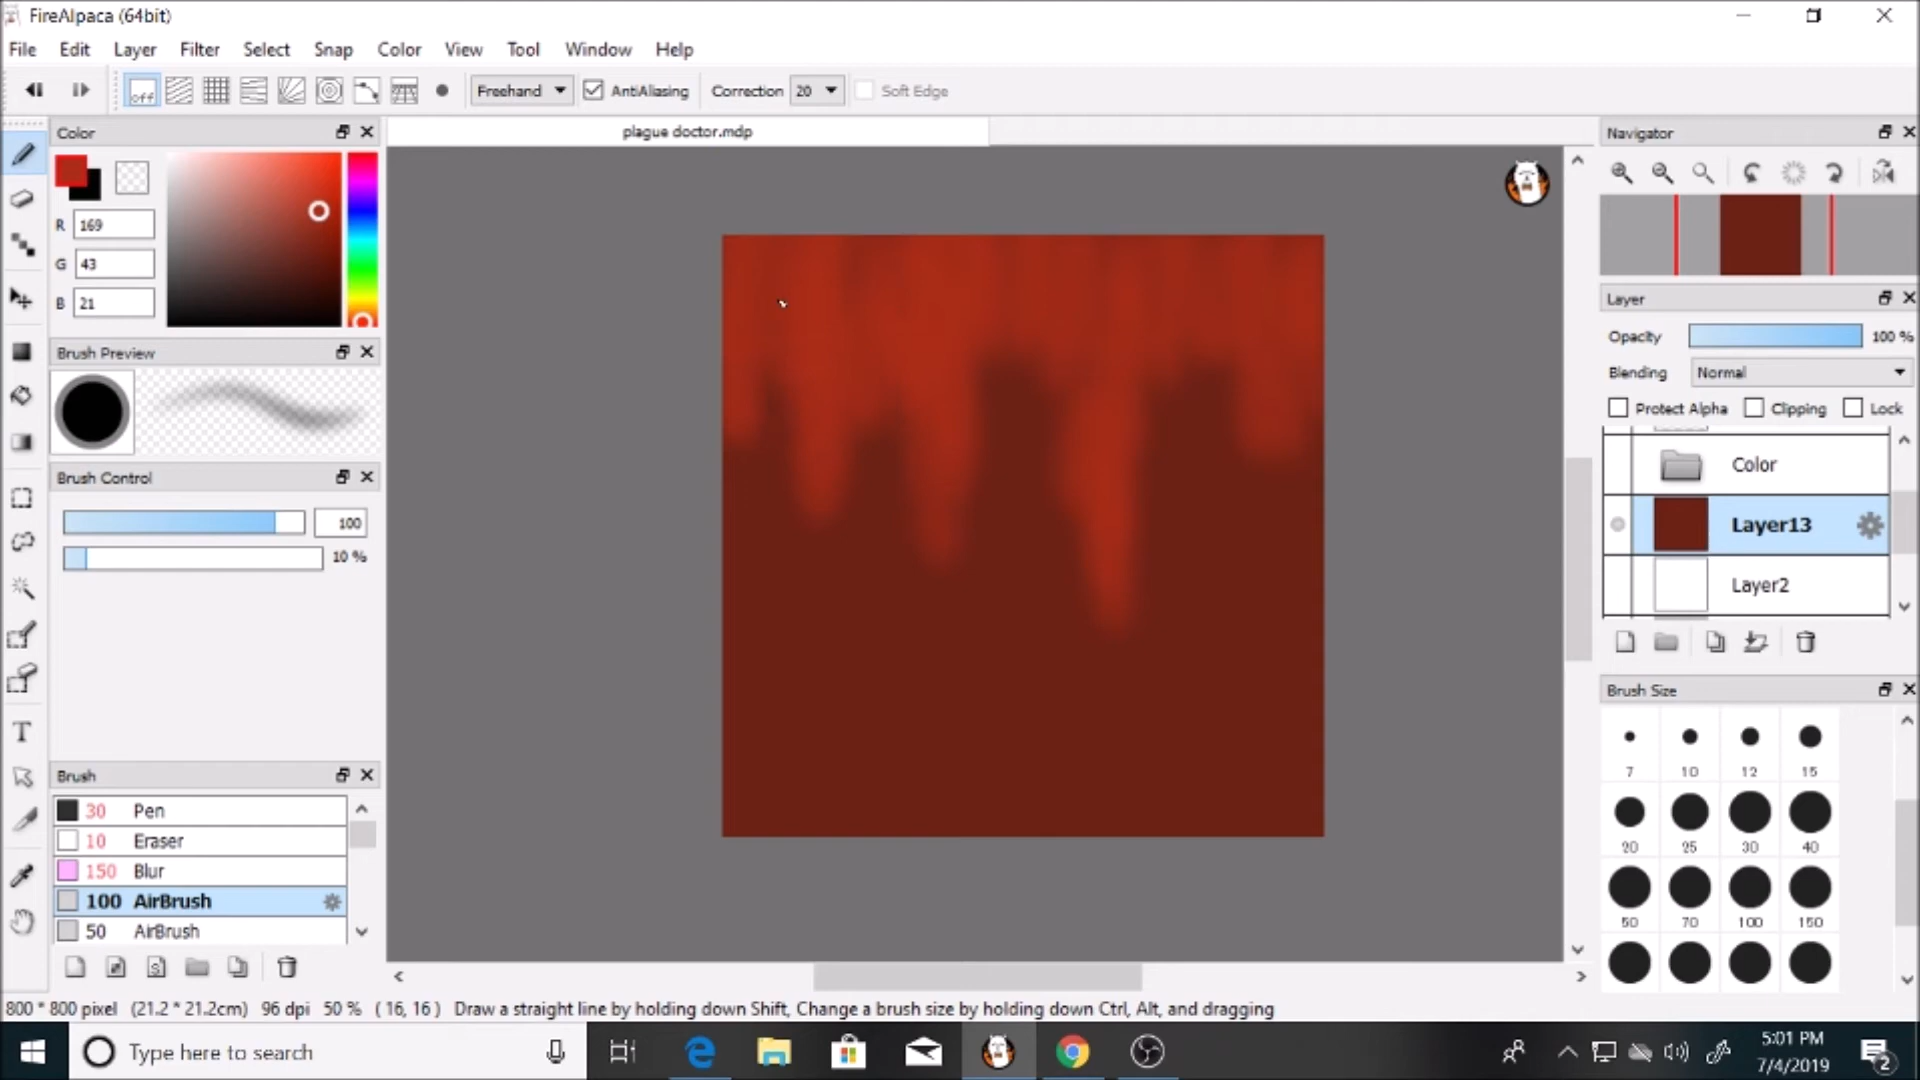 FireAlpaca (64bit)
File Edit Layer Filter Select Snap Color View Tool Window Help
off Freehand AntiAliasing Correction 20 Soft Edge
Color
R 169
G 43
B 21
Brush Preview
Brush Control
100
10 %
Brush
30 Pen
10 Eraser
150 Blur
100 AirBrush
50 AirBrush
plague doctor.mdp
Navigator
Layer
Opacity 100 %
Blending Normal
Protect Alpha Clipping Lock
Color
Layer13
Layer2
Brush Size
7 10 12 15
20 25 30 40
50 70 100 150
800 * 800 pixel (21.2 * 21.2cm) 96 dpi 50 % ( 16, 16 ) Draw a straight line by holding down Shift, Change a brush size by holding down Ctrl, Alt, and dragging
Type here to search
5:01 PM
7/4/2019
2